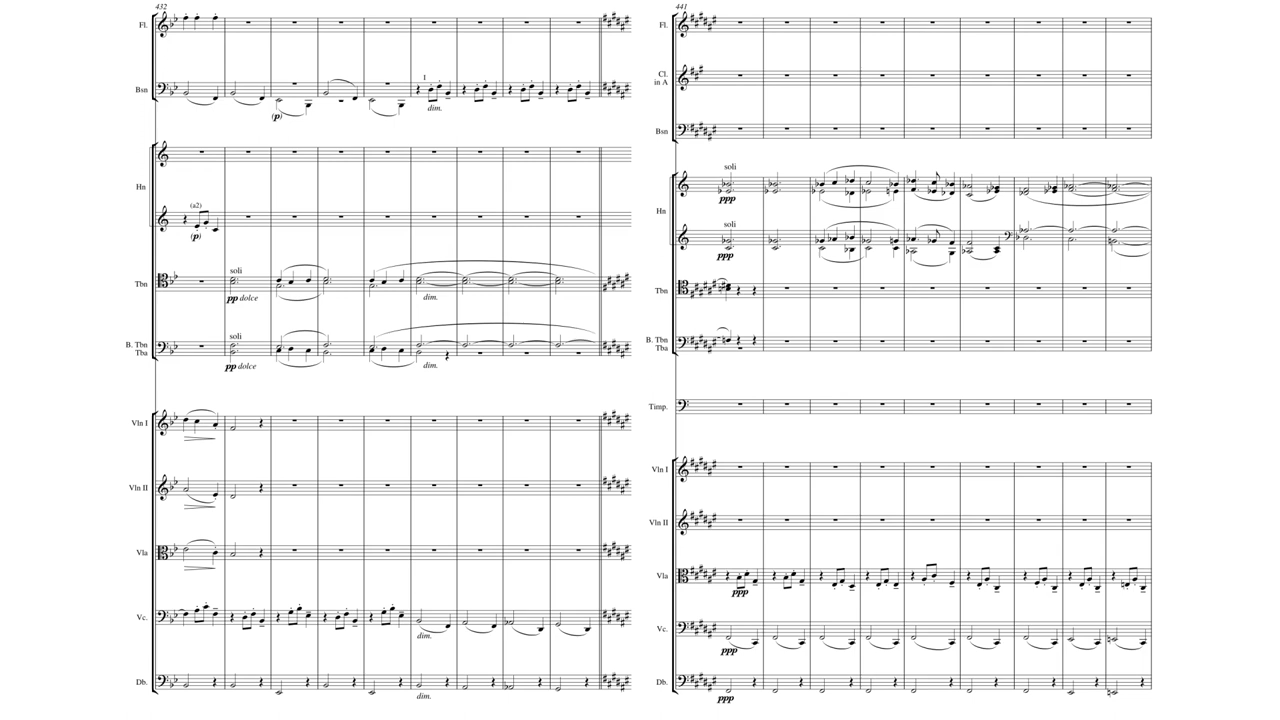 432
Fl.
Bsn
(p)
I
dim.
Hn
(a2)
(p)
Tbn
soli
pp dolce
dim.
B. Tbn
Tba
soli
pp dolce
dim.
Vln I
Vln II
Vla
Vc.
dim.
Db.
dim.
441
Fl.
Cl.
in A
Bsn
Hn
soli
ppp
soli
ppp
Tbn
B. Tbn
Tba
Timp.
Vln I
Vln II
Vla
ppp
Vc.
ppp
Db.
ppp